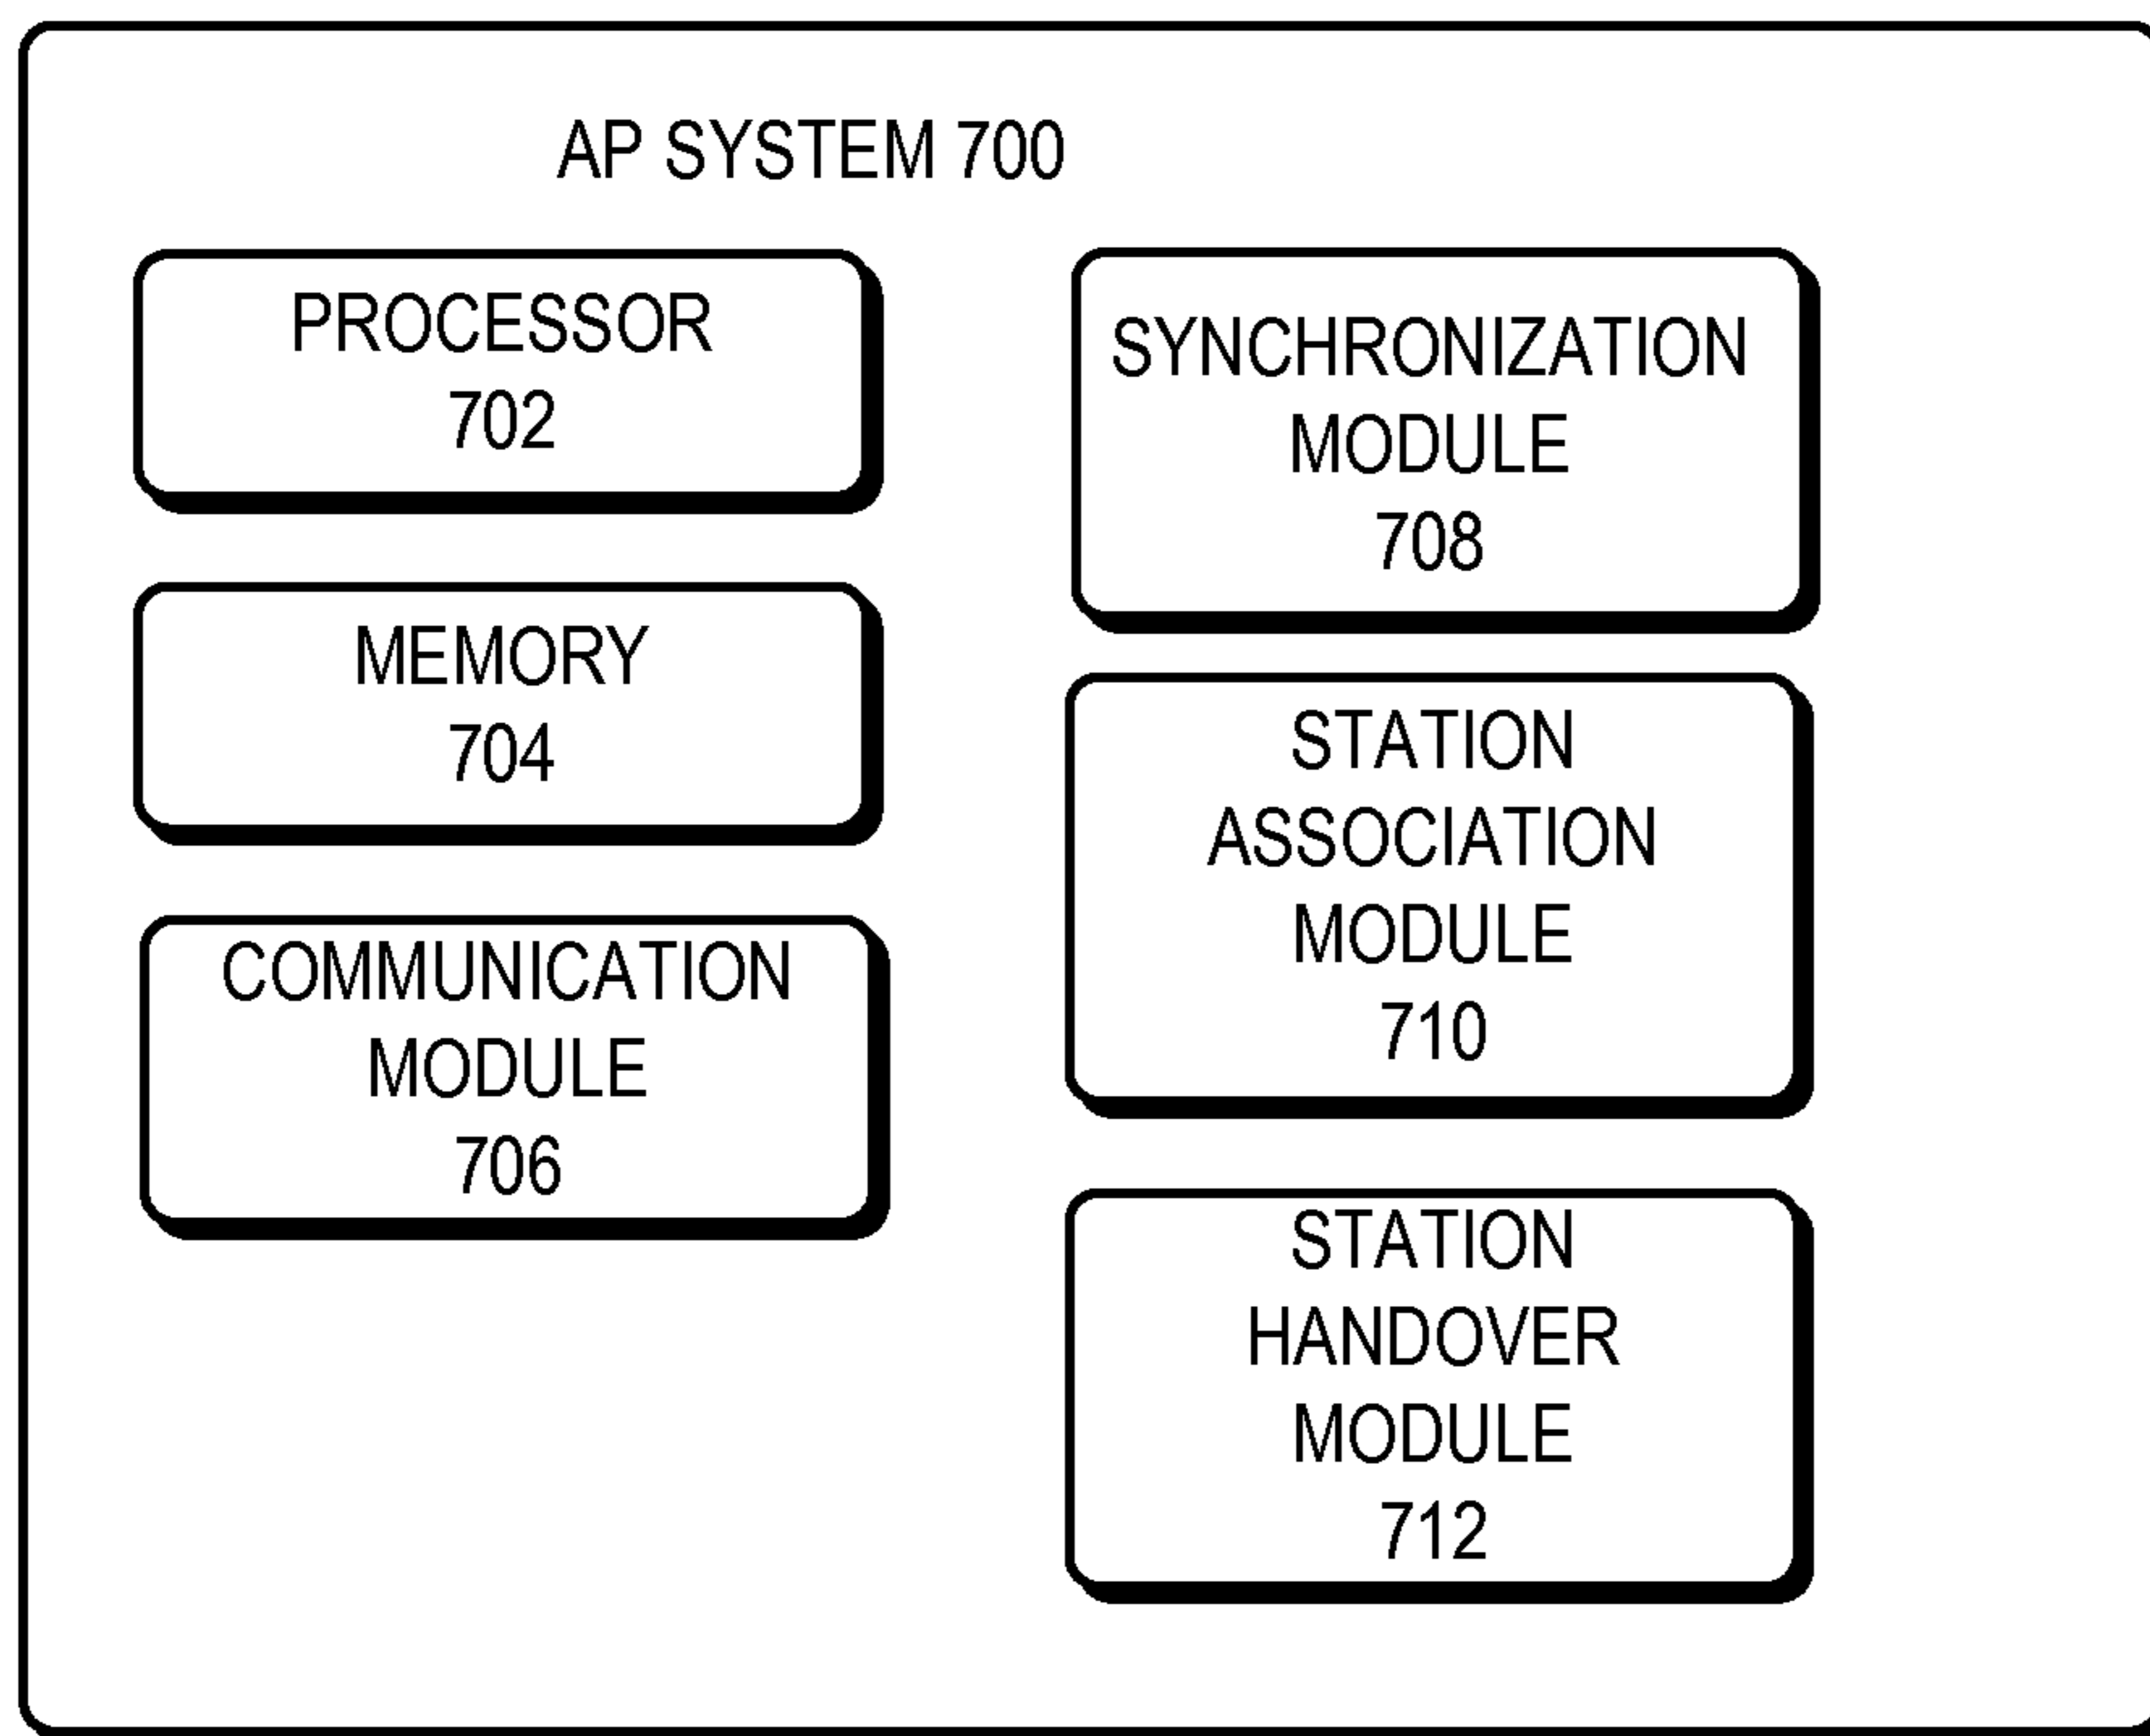 AP SYSTEM 700
PROCESSOR
702
MEMORY
704
COMMUNICATION
MODULE
706
SYNCHRONIZATION
MODULE
708
STATION
ASSOCIATION
MODULE
710
STATION
HANDOVER
MODULE
712